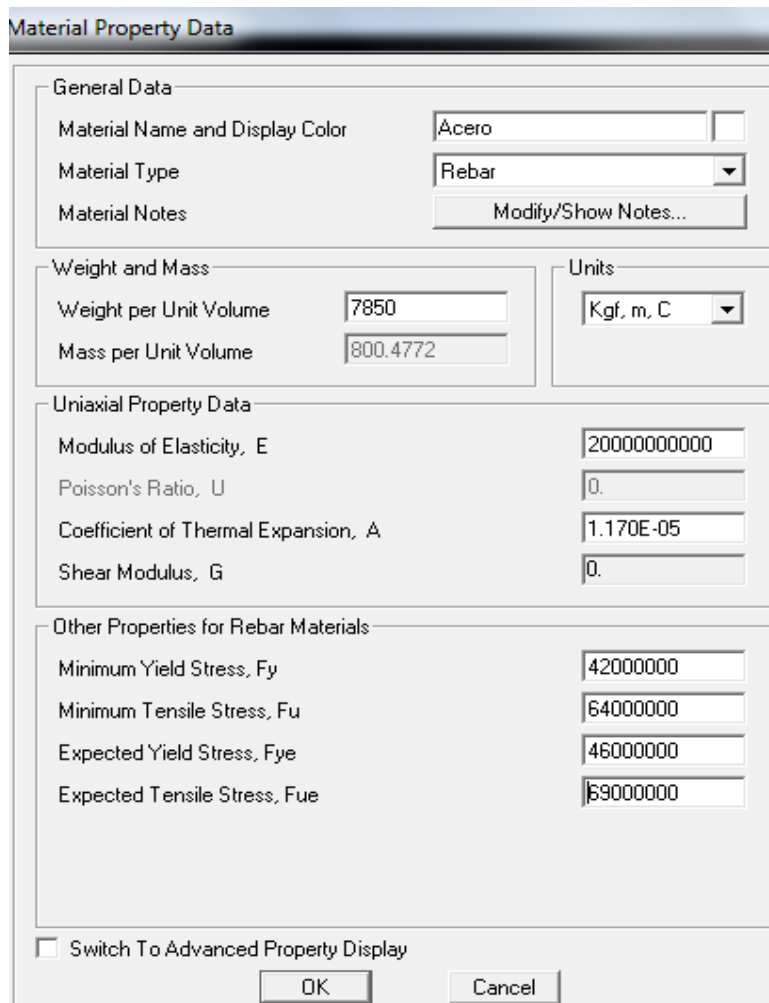 Material Property Data
General Data
Material Name and Display Color Acero
Material Type Rebar
Material Notes Modify/Show Notes...
Weight and Mass Units
Weight per Unit Volume 7850 Kgf, m, C
Mass per Unit Volume 800.4772
Uniaxial Property Data
Modulus of Elasticity, E 20000000000
Poisson's Ratio, U 0.
Coefficient of Thermal Expansion, A 1.170E-05
Shear Modulus, G 0.
Other Properties for Rebar Materials
Minimum Yield Stress, Fy 42000000
Minimum Tensile Stress, Fu 64000000
Expected Yield Stress, Fye 46000000
Expected Tensile Stress, Fue 69000000
Switch To Advanced Property Display
OK Cancel